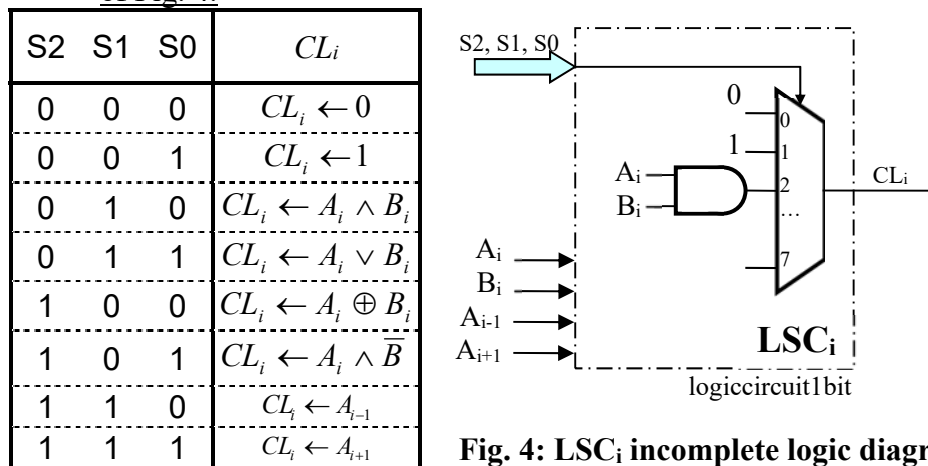 S2 S1 S0 CLᵢ
0 0 0 CLᵢ ← 0
0 0 1 CLᵢ ← 1
0 1 0 CLᵢ ← Aᵢ ∧ Bᵢ
0 1 1 CLᵢ ← Aᵢ ∨ Bᵢ
1 0 0 CLᵢ ← Aᵢ ⊕ Bᵢ
1 0 1 CLᵢ ← Aᵢ ∧ B̅
1 1 0 CLᵢ ← Aᵢ₋₁
1 1 1 CLᵢ ← Aᵢ₊₁
S2, S1, S0
0
0
1
1
Aᵢ
Bᵢ
2
...
7
CLᵢ
Aᵢ
Bᵢ
Aᵢ₋₁
Aᵢ₊₁
LSCᵢ
logiccircuit1bit
Fig. 4: LSCᵢ incomplete logic diagr